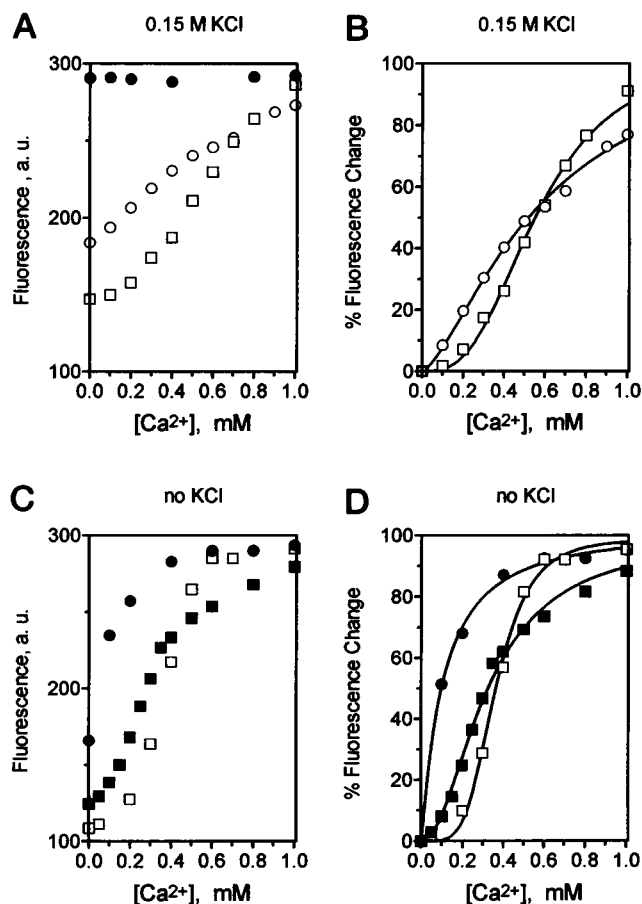 A
0.15 M KCl
Fluorescence, a. u.
300
200
100
0.0 0.2 0.4 0.6 0.8 1.0
[Ca2+], mM
B
0.15 M KCl
% Fluorescence Change
100
80
60
40
20
0
0.0 0.2 0.4 0.6 0.8 1.0
[Ca2+], mM
C
no KCl
Fluorescence, a. u.
300
200
100
0.0 0.2 0.4 0.6 0.8 1.0
[Ca2+], mM
D
no KCl
% Fluorescence Change
100
80
60
40
20
0
0.0 0.2 0.4 0.6 0.8 1.0
[Ca2+], mM